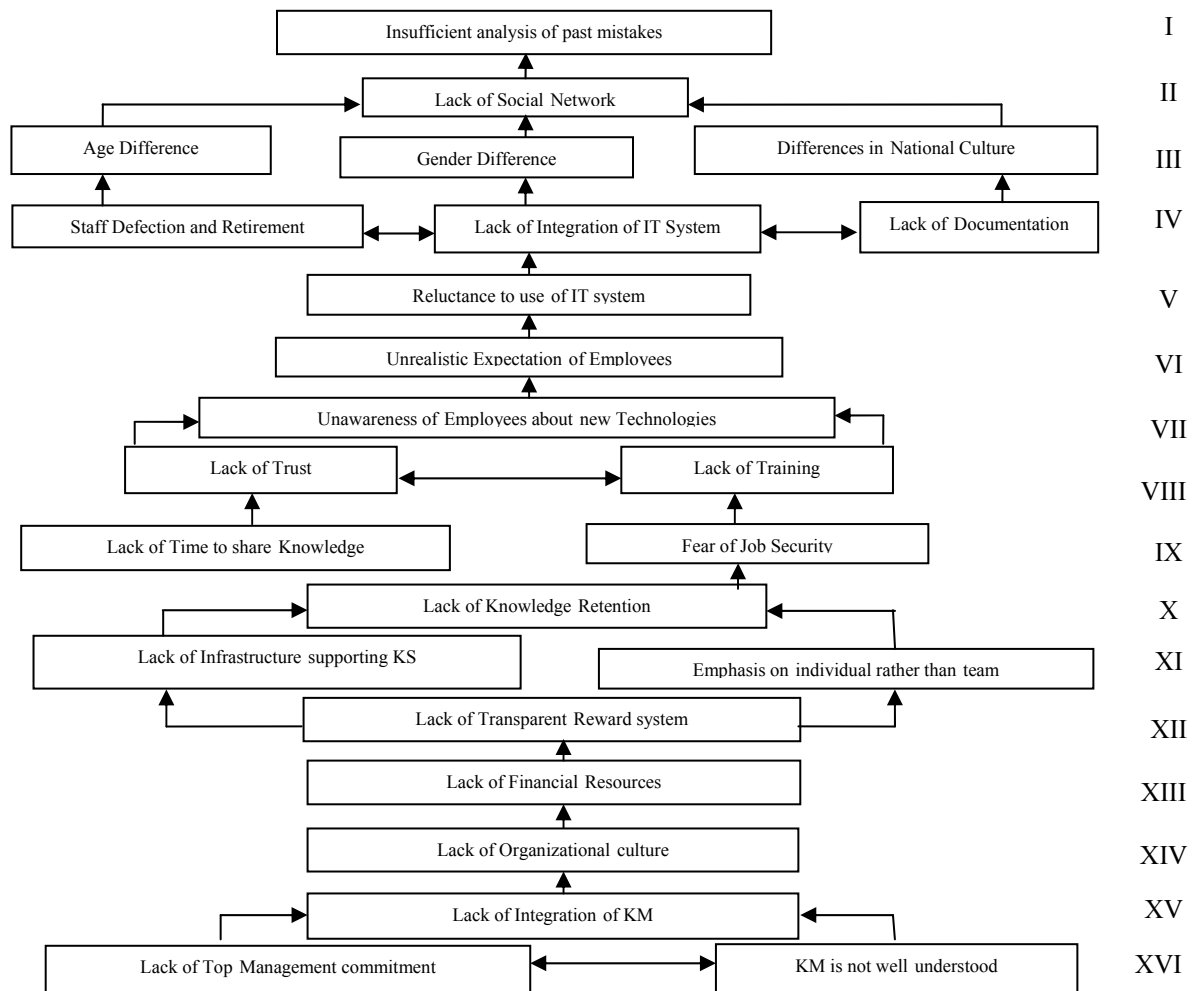 Insufficient analysis of past mistakes
I
Lack of Social Network
II
Age Difference
Gender Difference
Differences in National Culture
III
Staff Defection and Retirement
Lack of Integration of IT System
Lack of Documentation
IV
Reluctance to use of IT system
V
Unrealistic Expectation of Employees
VI
Unawareness of Employees about new Technologies
VII
Lack of Trust
Lack of Training
VIII
Lack of Time to share Knowledge
Fear of Job Security
IX
Lack of Knowledge Retention
X
Lack of Infrastructure supporting KS
Emphasis on individual rather than team
XI
Lack of Transparent Reward system
XII
Lack of Financial Resources
XIII
Lack of Organizational culture
XIV
Lack of Integration of KM
XV
Lack of Top Management commitment
KM is not well understood
XVI